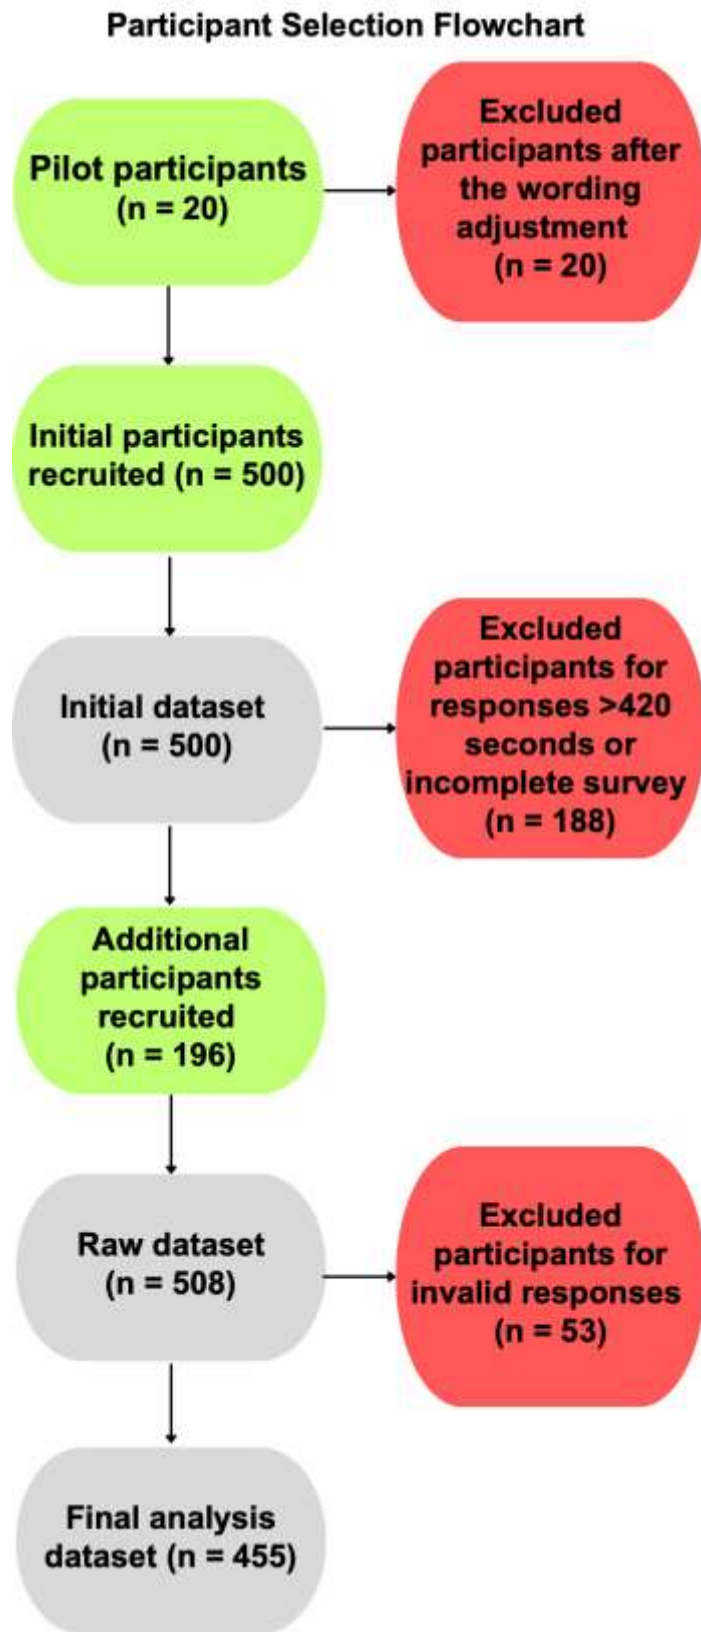 Participant Selection Flowchart
Pilot participants
(n = 20)
Excluded
participants after
the wording
adjustment
(n = 20)
Initial participants
recruited (n = 500)
Initial dataset
(n = 500)
Excluded
participants for
responses >420
seconds or
incomplete survey
(n = 188)
Additional
participants
recruited
(n = 196)
Raw dataset
(n = 508)
Excluded
participants for
invalid responses
(n = 53)
Final analysis
dataset (n = 455)